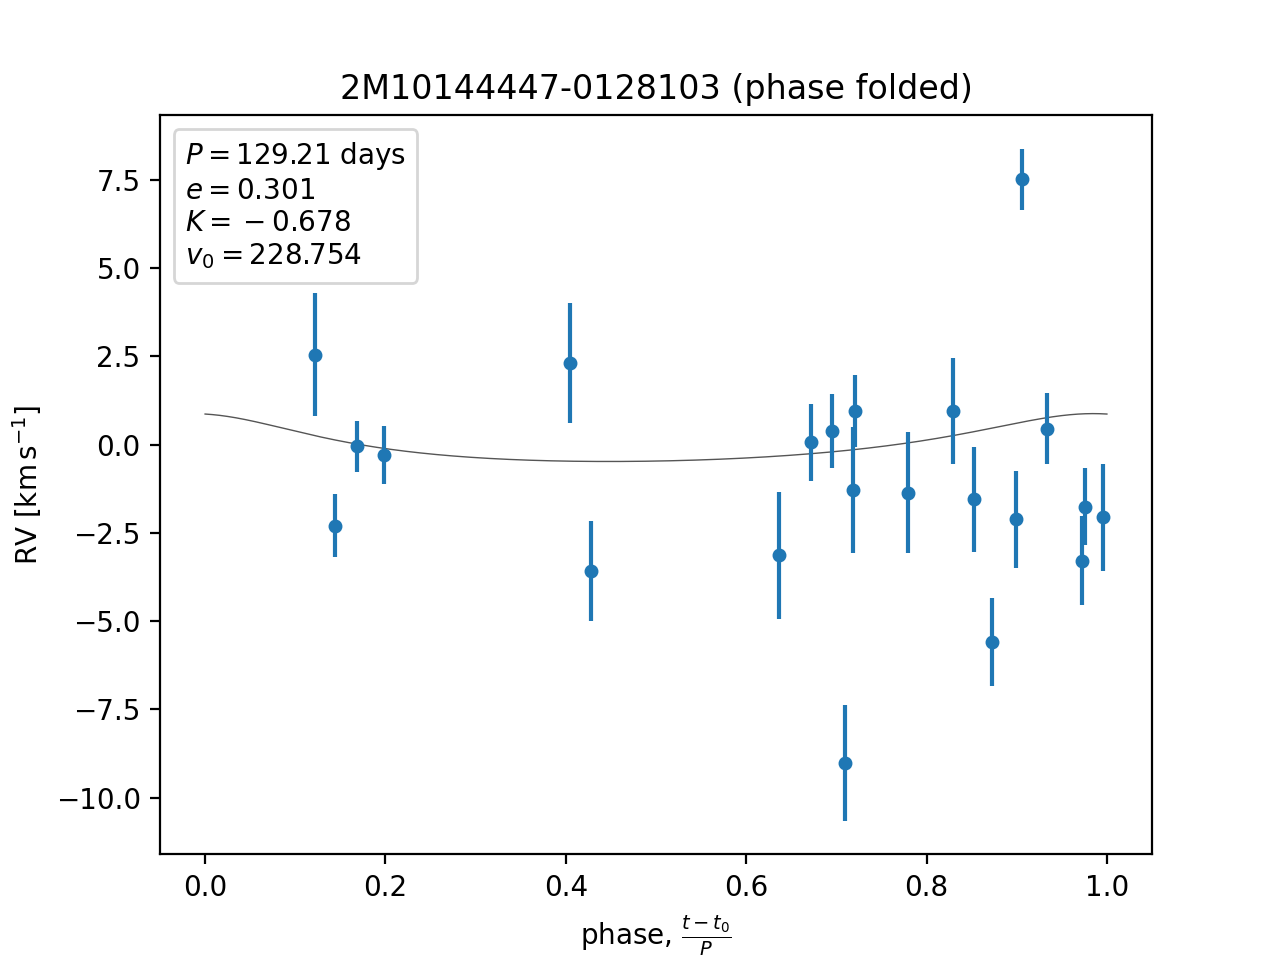 2M10144447-0128103 (phase folded)
P = 129.21 days
e = 0.301
K = −0.678
v₀ = 228.754
7.5
5.0
2.5
0.0
−2.5
−5.0
−7.5
−10.0
RV [km s⁻¹]
0.0 0.2 0.4 0.6 0.8 1.0
phase, (t − t₀)/P